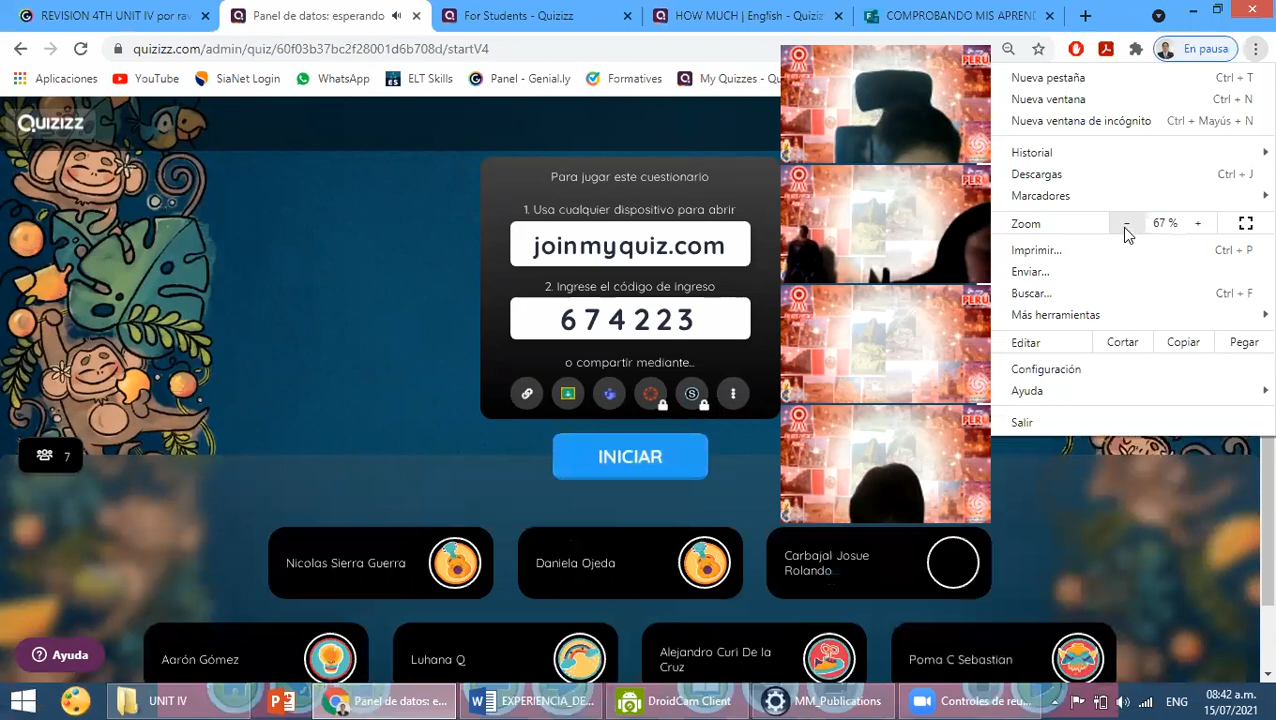 REVISION 4TH UNIT IV por rav
Panel de datos: esperando
For Students - Quizizz
HOW MUCH | English - Quizizz
COMPROBANDO MIS APREN
quizizz.com/admin/quiz/60f03b37bc2f28001d6b708d/startV4
En pausa
Aplicaciones
YouTube
SiaNet Login
WhatsApp
ELT Skills
Panel - Genial.ly
Formatives
My Quizzes - Qu
Quizizz
Para jugar este cuestionario
1. Usa cualquier dispositivo para abrir
joinmyquiz.com
2. Ingrese el código de ingreso
674223
o compartir mediante...
INICIAR
7
PERÚ
PERÚ
PERÚ
PERÚ
Nueva pestaña Ctrl + T
Nueva ventana Ctrl + N
Nueva ventana de incógnito Ctrl + Mayús + N
Historial
Descargas Ctrl + J
Marcadores
Zoom - 67 % +
Imprimir... Ctrl + P
Enviar...
Buscar... Ctrl + F
Más herramientas
Editar Cortar Copiar Pegar
Configuración
Ayuda
Salir
Nicolas Sierra Guerra
Daniela Ojeda
Carbajal Josue
Rolando
Aarón Gómez
Luhana Q
Alejandro Curi De la
Cruz
Poma C Sebastian
Ayuda
UNIT IV
Panel de datos: e...
EXPERIENCIA_DE...
DroidCam Client
MM_Publications
Controles de reu...
ENG
08:42 a.m.
15/07/2021